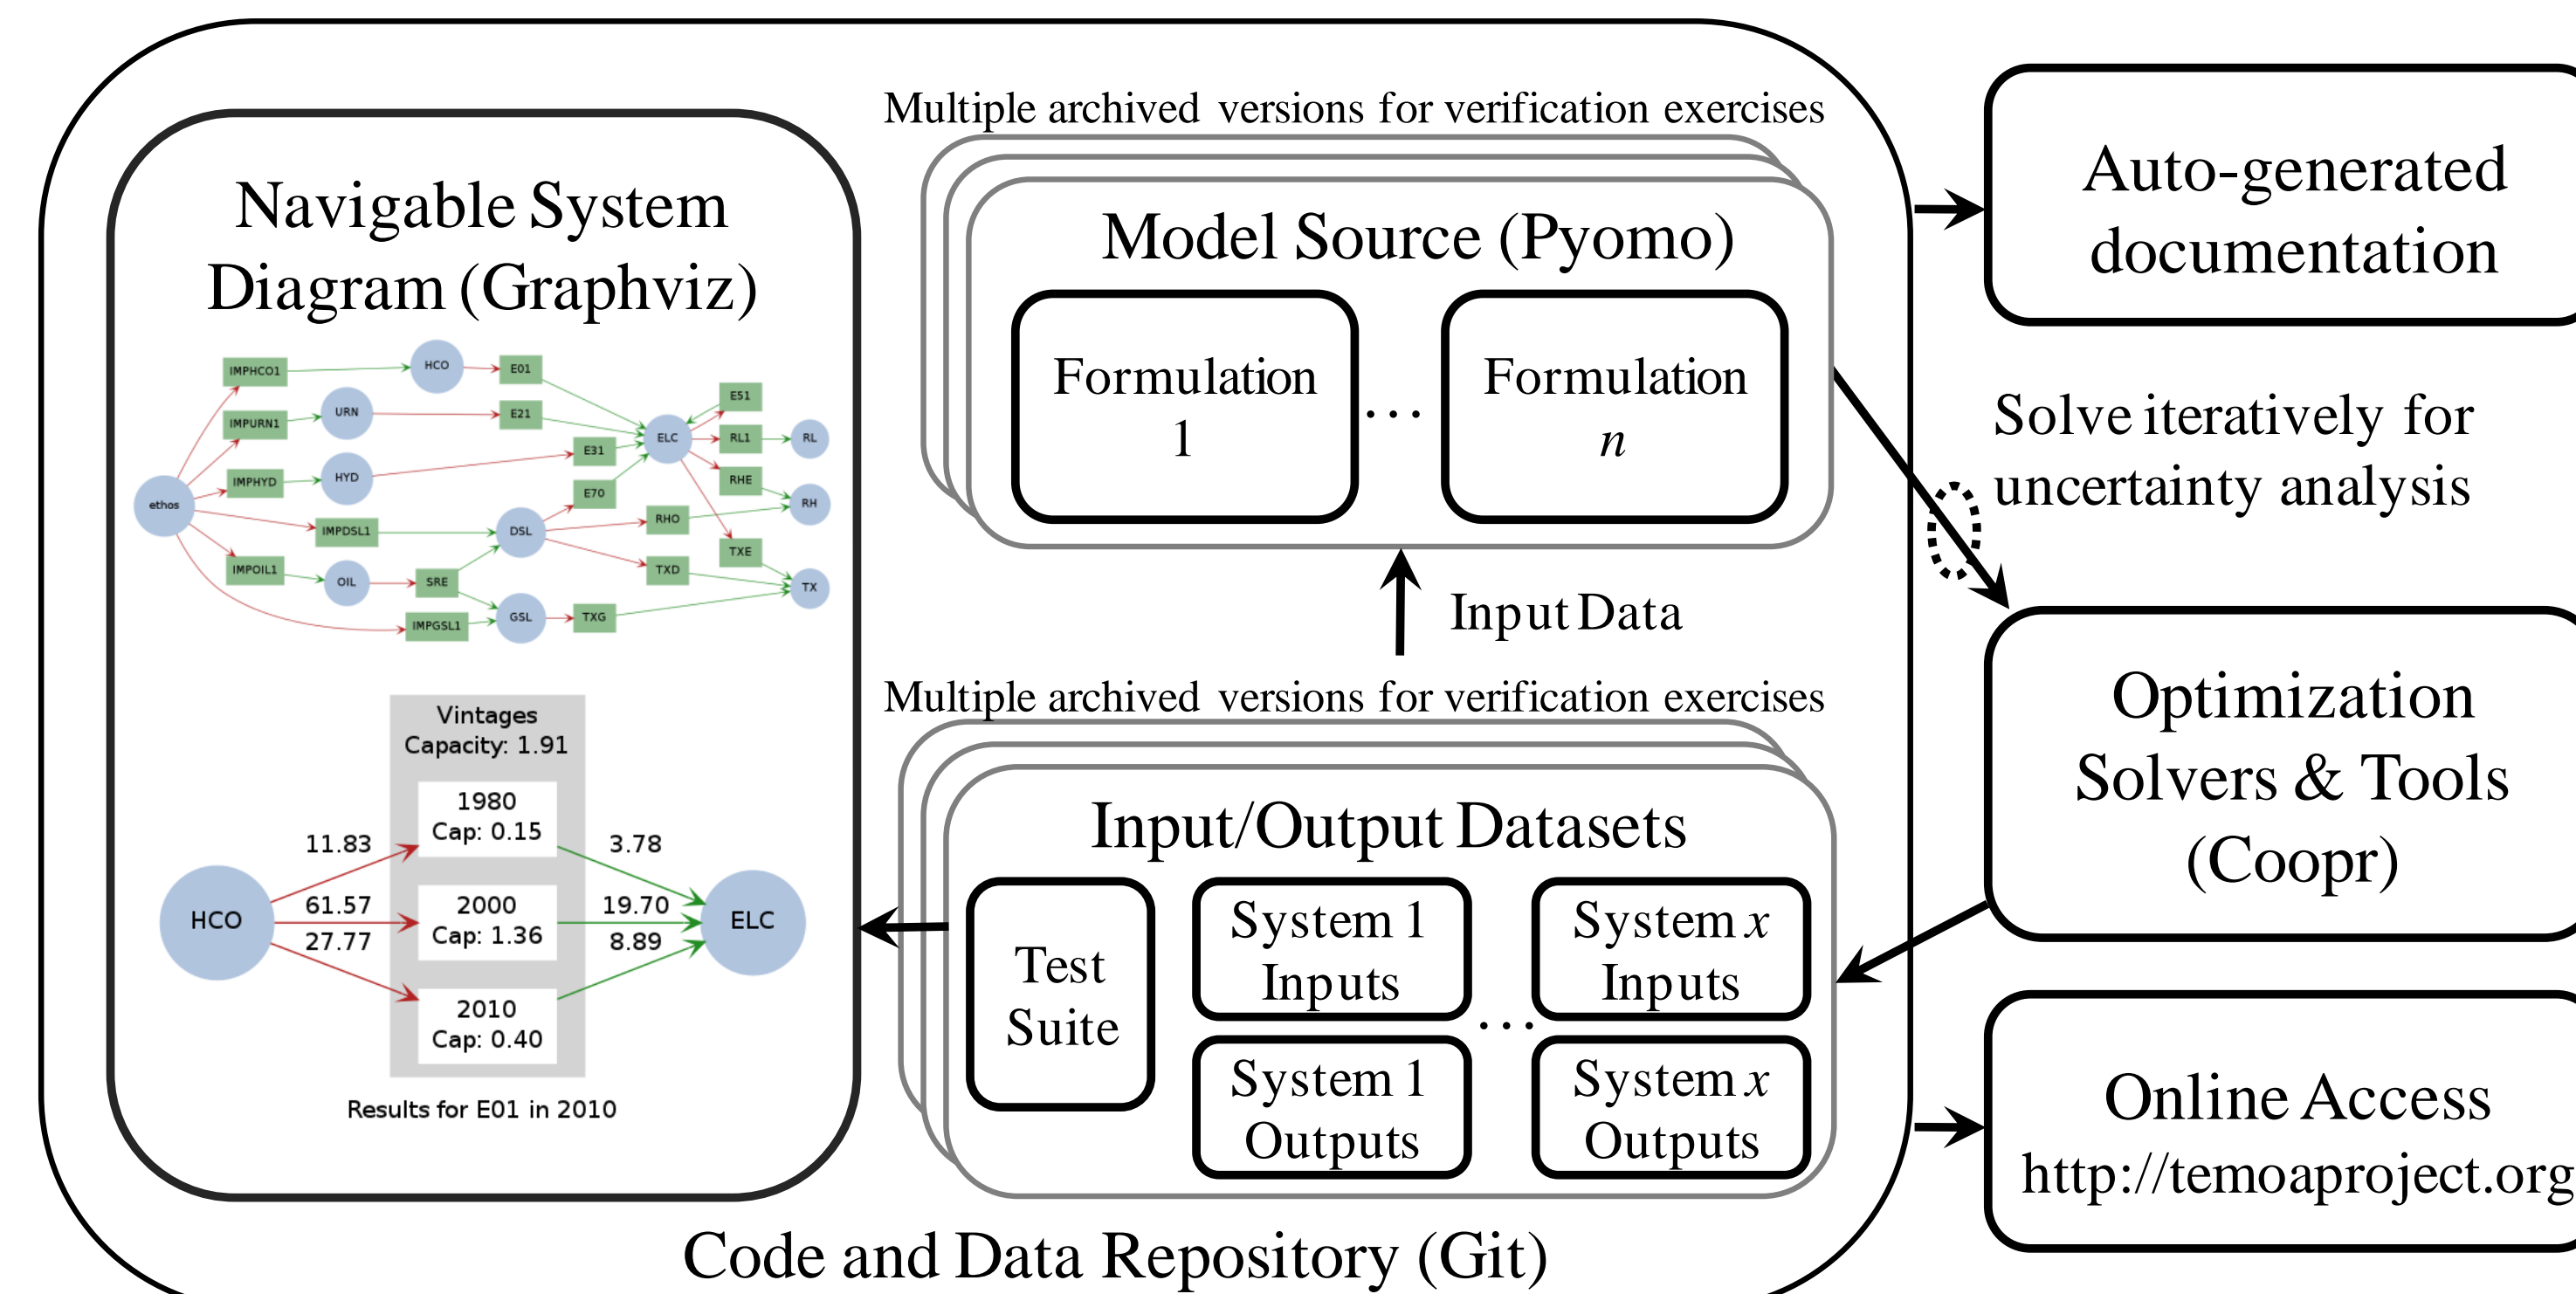 Navigable System
Diagram (Graphviz)
IMPHCO1
HCO
E01
IMPURN1
URN
E21
E51
ELC
RL1
RL
E31
IMPHYD
HYD
RHE
E70
RH
ethos
RHO
IMPDSL1
DSL
TXE
IMPOIL1
OIL
SRE
TXD
TX
IMPGSL1
GSL
TXG
Vintages
Capacity: 1.91
1980
Cap: 0.15
11.83
3.78
2000
Cap: 1.36
61.57
19.70
HCO
ELC
27.77
8.89
2010
Cap: 0.40
Results for E01 in 2010
Multiple archived versions for verification exercises
Model Source (Pyomo)
Formulation
1
...
Formulation
n
Input Data
Multiple archived versions for verification exercises
Input/Output Datasets
Test
Suite
System 1
Inputs
System x
Inputs
...
System 1
Outputs
System x
Outputs
Code and Data Repository (Git)
Auto-generated
documentation
Solve iteratively for
uncertainty analysis
Optimization
Solvers & Tools
(Coopr)
Online Access
http://temoaproject.org